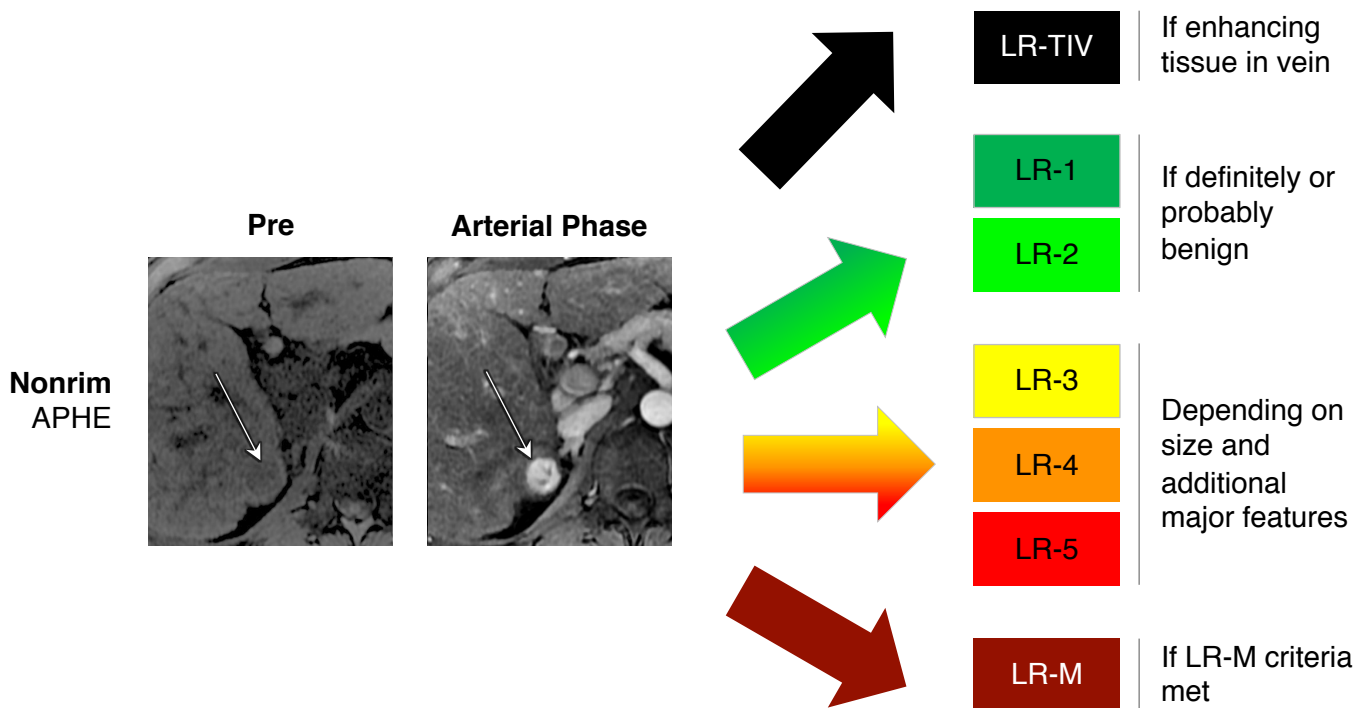 Pre
Arterial Phase
Nonrim
APHE
LR-TIV
If enhancing
tissue in vein
LR-1
LR-2
If definitely or
probably
benign
LR-3
LR-4
LR-5
Depending on
size and
additional
major features
LR-M
If LR-M criteria
met